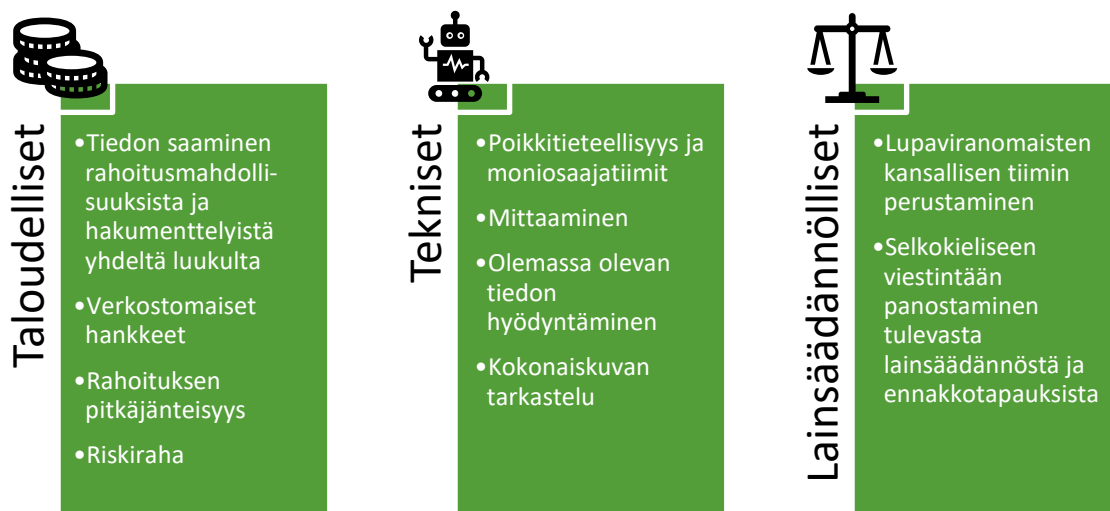 Taloudelliset
•Tiedon saaminen
rahoitusmahdolli-
suuksista ja
hakumenttelyistä
yhdeltä luukulta
•Verkostomaiset
hankkeet
•Rahoituksen
pitkäjänteisyys
•Riskiraha
Tekniset
•Poikkitieteellisyys ja
moniosaajatiimit
•Mittaaminen
•Olemassa olevan
tiedon
hyödyntäminen
•Kokonaiskuvan
tarkastelu
Lainsäädännölliset
•Lupaviranomaisten
kansallisen tiimin
perustaminen
•Selkokieliseen
viestintään
panostaminen
tulevasta
lainsäädännöstä ja
ennakkotapauksista